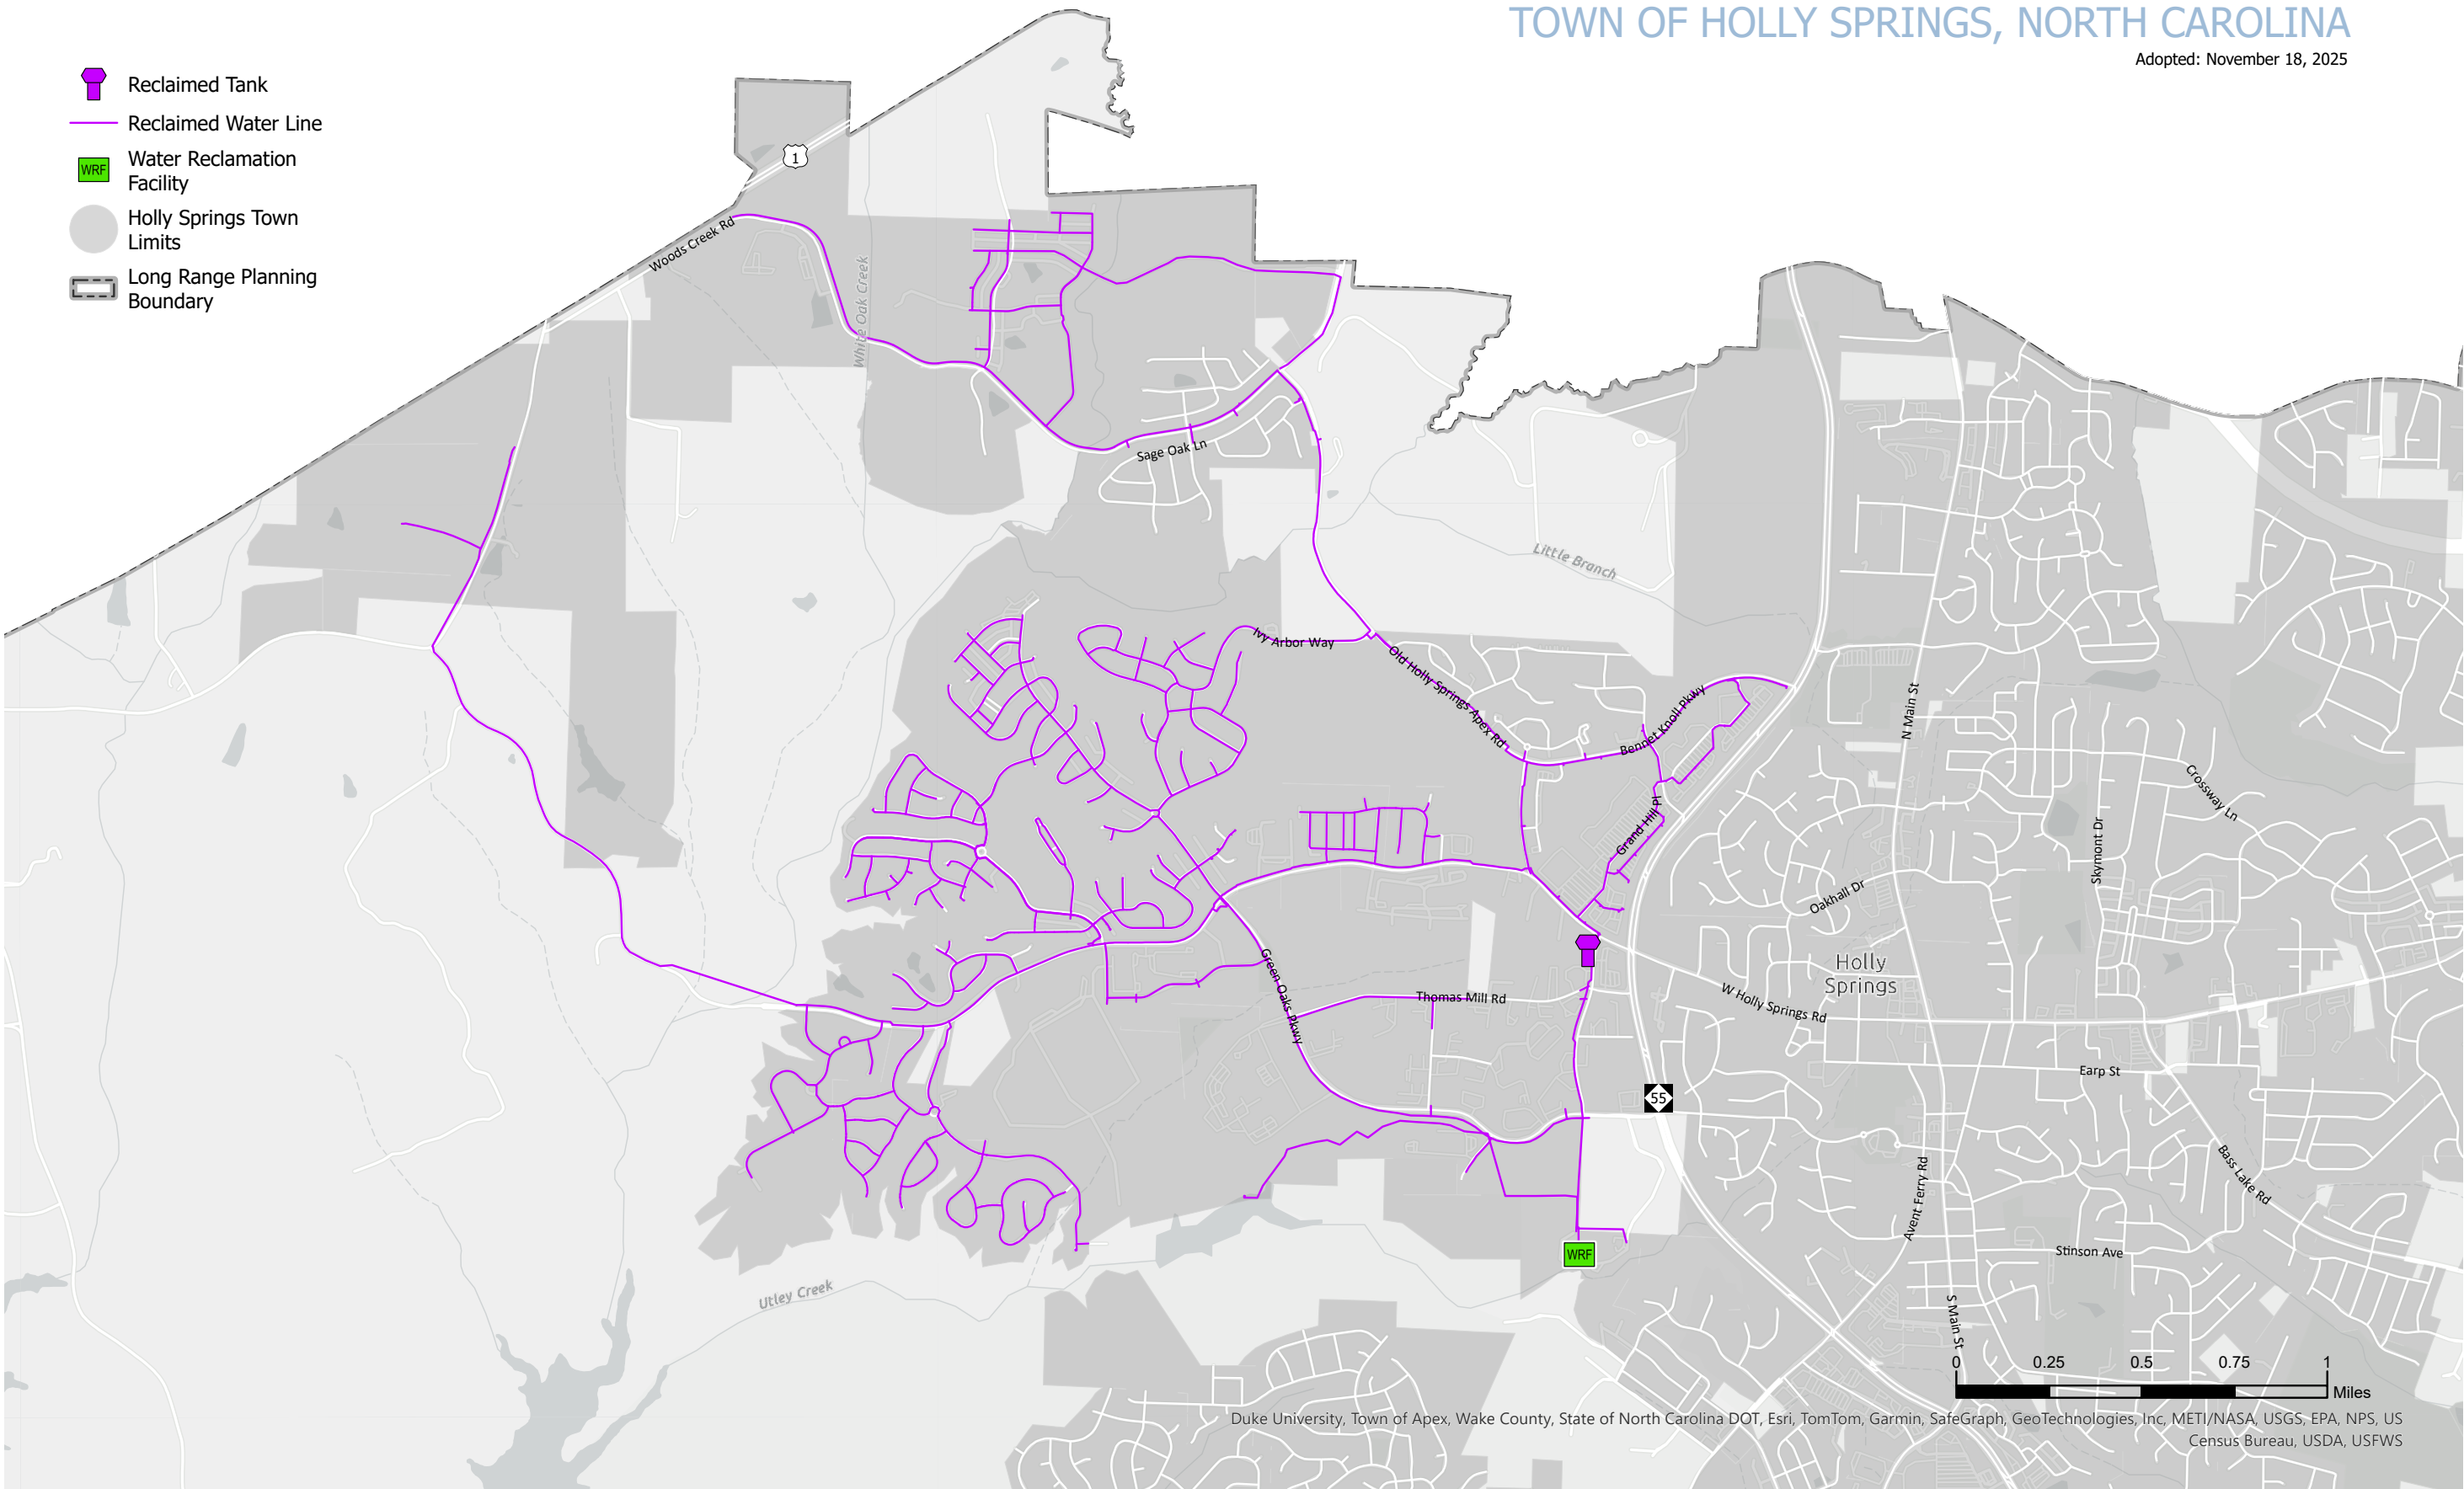 TOWN OF HOLLY SPRINGS, NORTH CAROLINA
Adopted: November 18, 2025
Reclaimed Tank
Reclaimed Water Line
WRF
Water Reclamation
Facility
Holly Springs Town
Limits
Long Range Planning
Boundary
1
Woods Creek Rd
White Oak Creek
Sage Oak Ln
Little Branch
Ivy Arbor Way
Old Holly Springs Apex Rd
Bennet Knoll Pkwy
N Main St
Crossway Ln
Grand Hill Pl
Skymont Dr
Oakhall Dr
Holly
Springs
Green Oaks Pkwy
Thomas Mill Rd
W Holly Springs Rd
Earp St
55
Bass Lake Rd
Avent Ferry Rd
Stinson Ave
WRF
Utley Creek
S Main St
0 0.25 0.5 0.75 1
Miles
Duke University, Town of Apex, Wake County, State of North Carolina DOT, Esri, TomTom, Garmin, SafeGraph, GeoTechnologies, Inc, METI/NASA, USGS, EPA, NPS, US
Census Bureau, USDA, USFWS